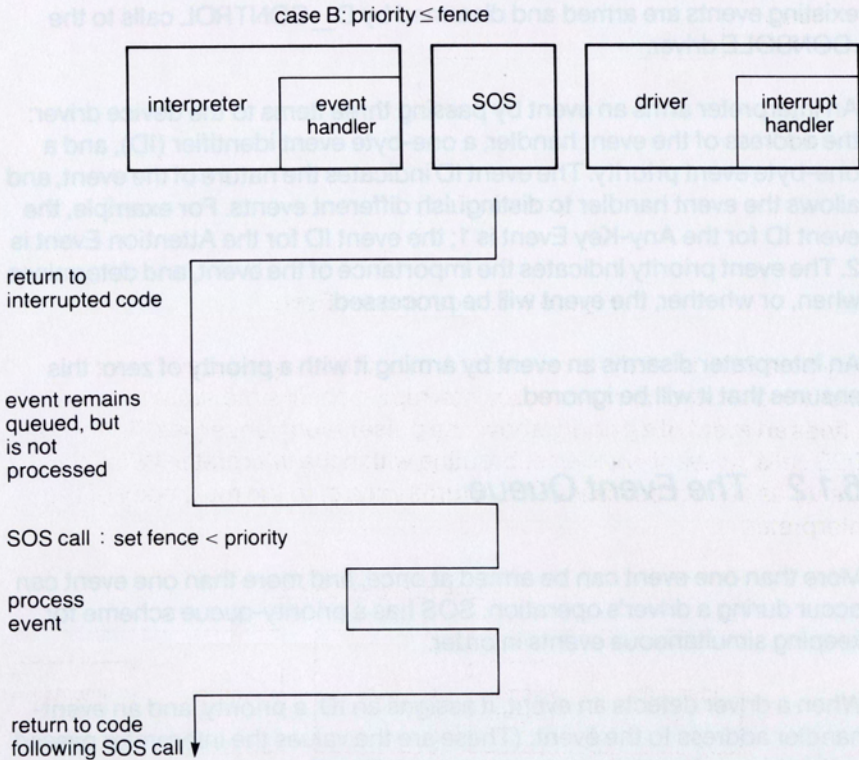 case B: priority ≤ fence
interpreter
event
handler
SOS
driver
interrupt
handler
return to
interrupted code
event remains
queued, but
is not
processed
SOS call : set fence < priority
process
event
return to code
following SOS call